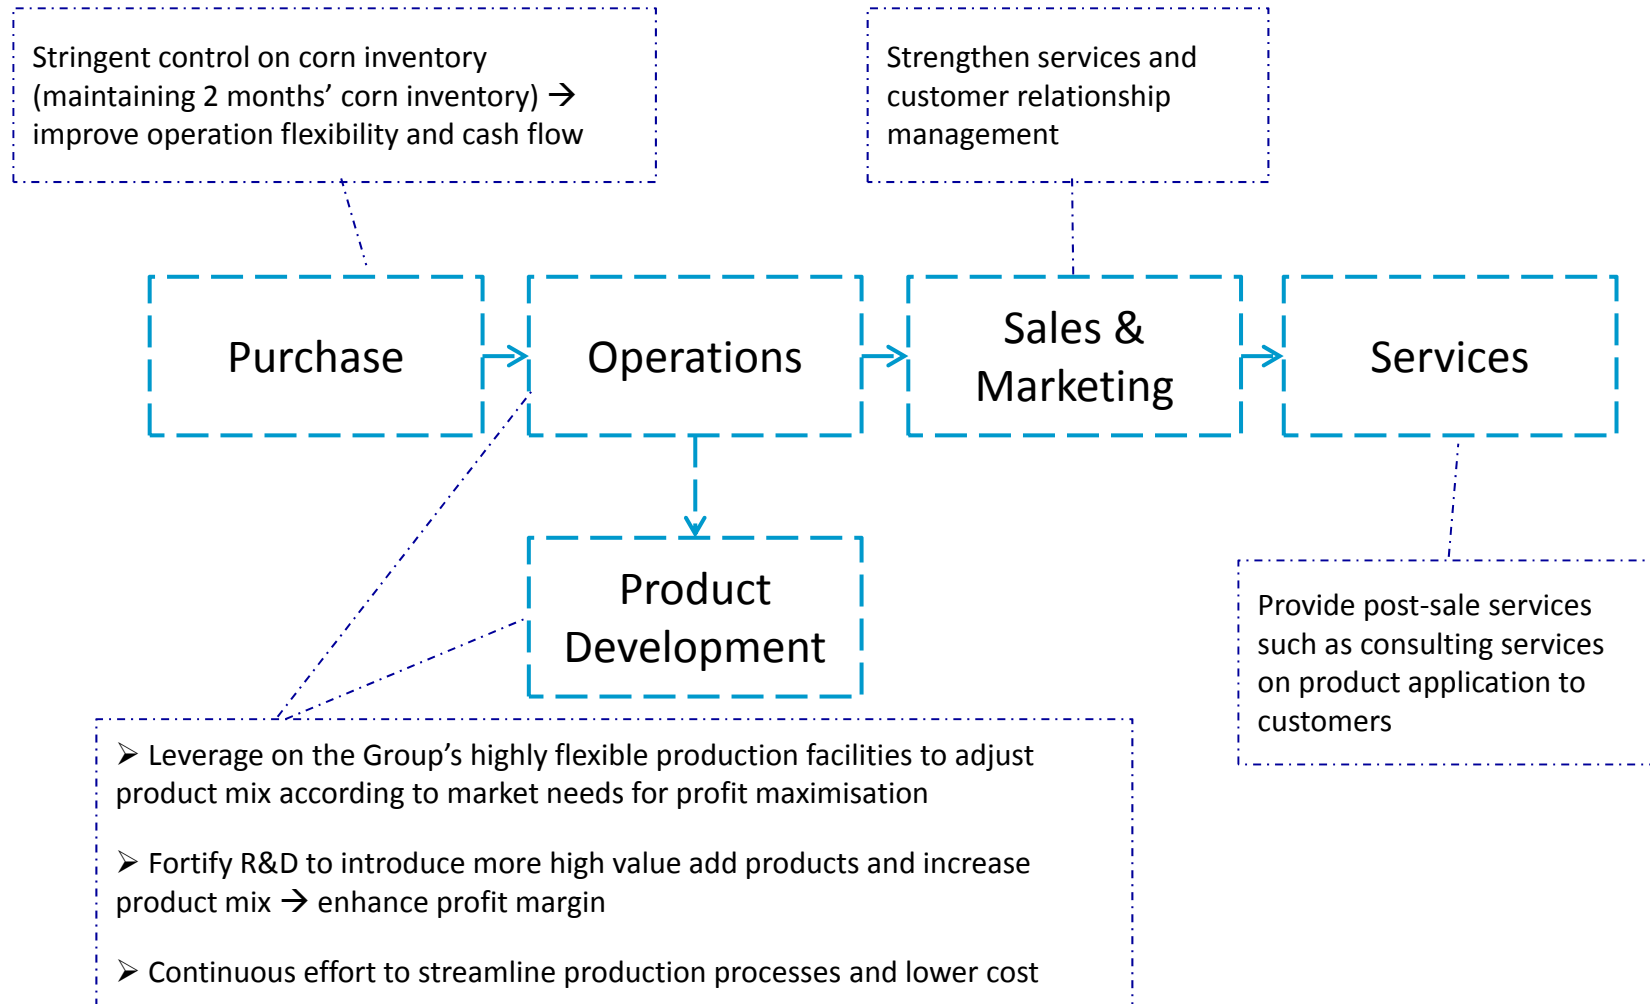 Stringent control on corn inventory
(maintaining 2 months’ corn inventory) →
improve operation flexibility and cash flow
Strengthen services and
customer relationship
management
Purchase
Operations
Sales &
Marketing
Services
Product
Development
Provide post-sale services
such as consulting services
on product application to
customers
➢ Leverage on the Group’s highly flexible production facilities to adjust
product mix according to market needs for profit maximisation
➢ Fortify R&D to introduce more high value add products and increase
product mix → enhance profit margin
➢ Continuous effort to streamline production processes and lower cost